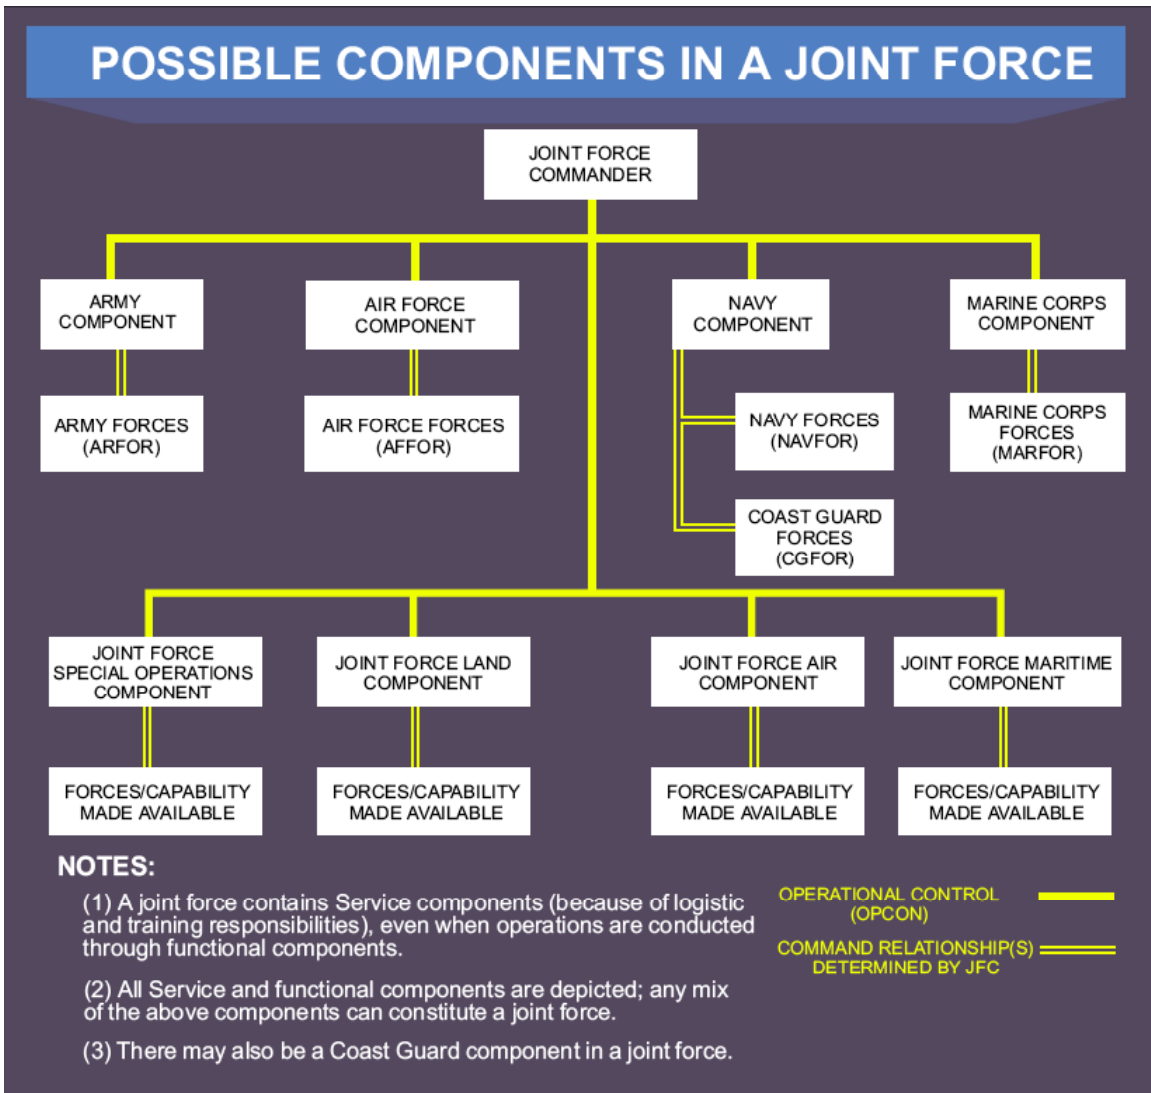 POSSIBLE COMPONENTS IN A JOINT FORCE
JOINT FORCE
COMMANDER
ARMY
COMPONENT
AIR FORCE
COMPONENT
NAVY
COMPONENT
MARINE CORPS
COMPONENT
ARMY FORCES
(ARFOR)
AIR FORCE FORCES
(AFFOR)
NAVY FORCES
(NAVFOR)
MARINE CORPS
FORCES
(MARFOR)
COAST GUARD
FORCES
(CGFOR)
JOINT FORCE
SPECIAL OPERATIONS
COMPONENT
JOINT FORCE LAND
COMPONENT
JOINT FORCE AIR
COMPONENT
JOINT FORCE MARITIME
COMPONENT
FORCES/CAPABILITY
MADE AVAILABLE
FORCES/CAPABILITY
MADE AVAILABLE
FORCES/CAPABILITY
MADE AVAILABLE
FORCES/CAPABILITY
MADE AVAILABLE
NOTES:
(1) A joint force contains Service components (because of logistic
and training responsibilities), even when operations are conducted
through functional components.
(2) All Service and functional components are depicted; any mix
of the above components can constitute a joint force.
(3) There may also be a Coast Guard component in a joint force.
OPERATIONAL CONTROL
(OPCON)
COMMAND RELATIONSHIP(S)
DETERMINED BY JFC